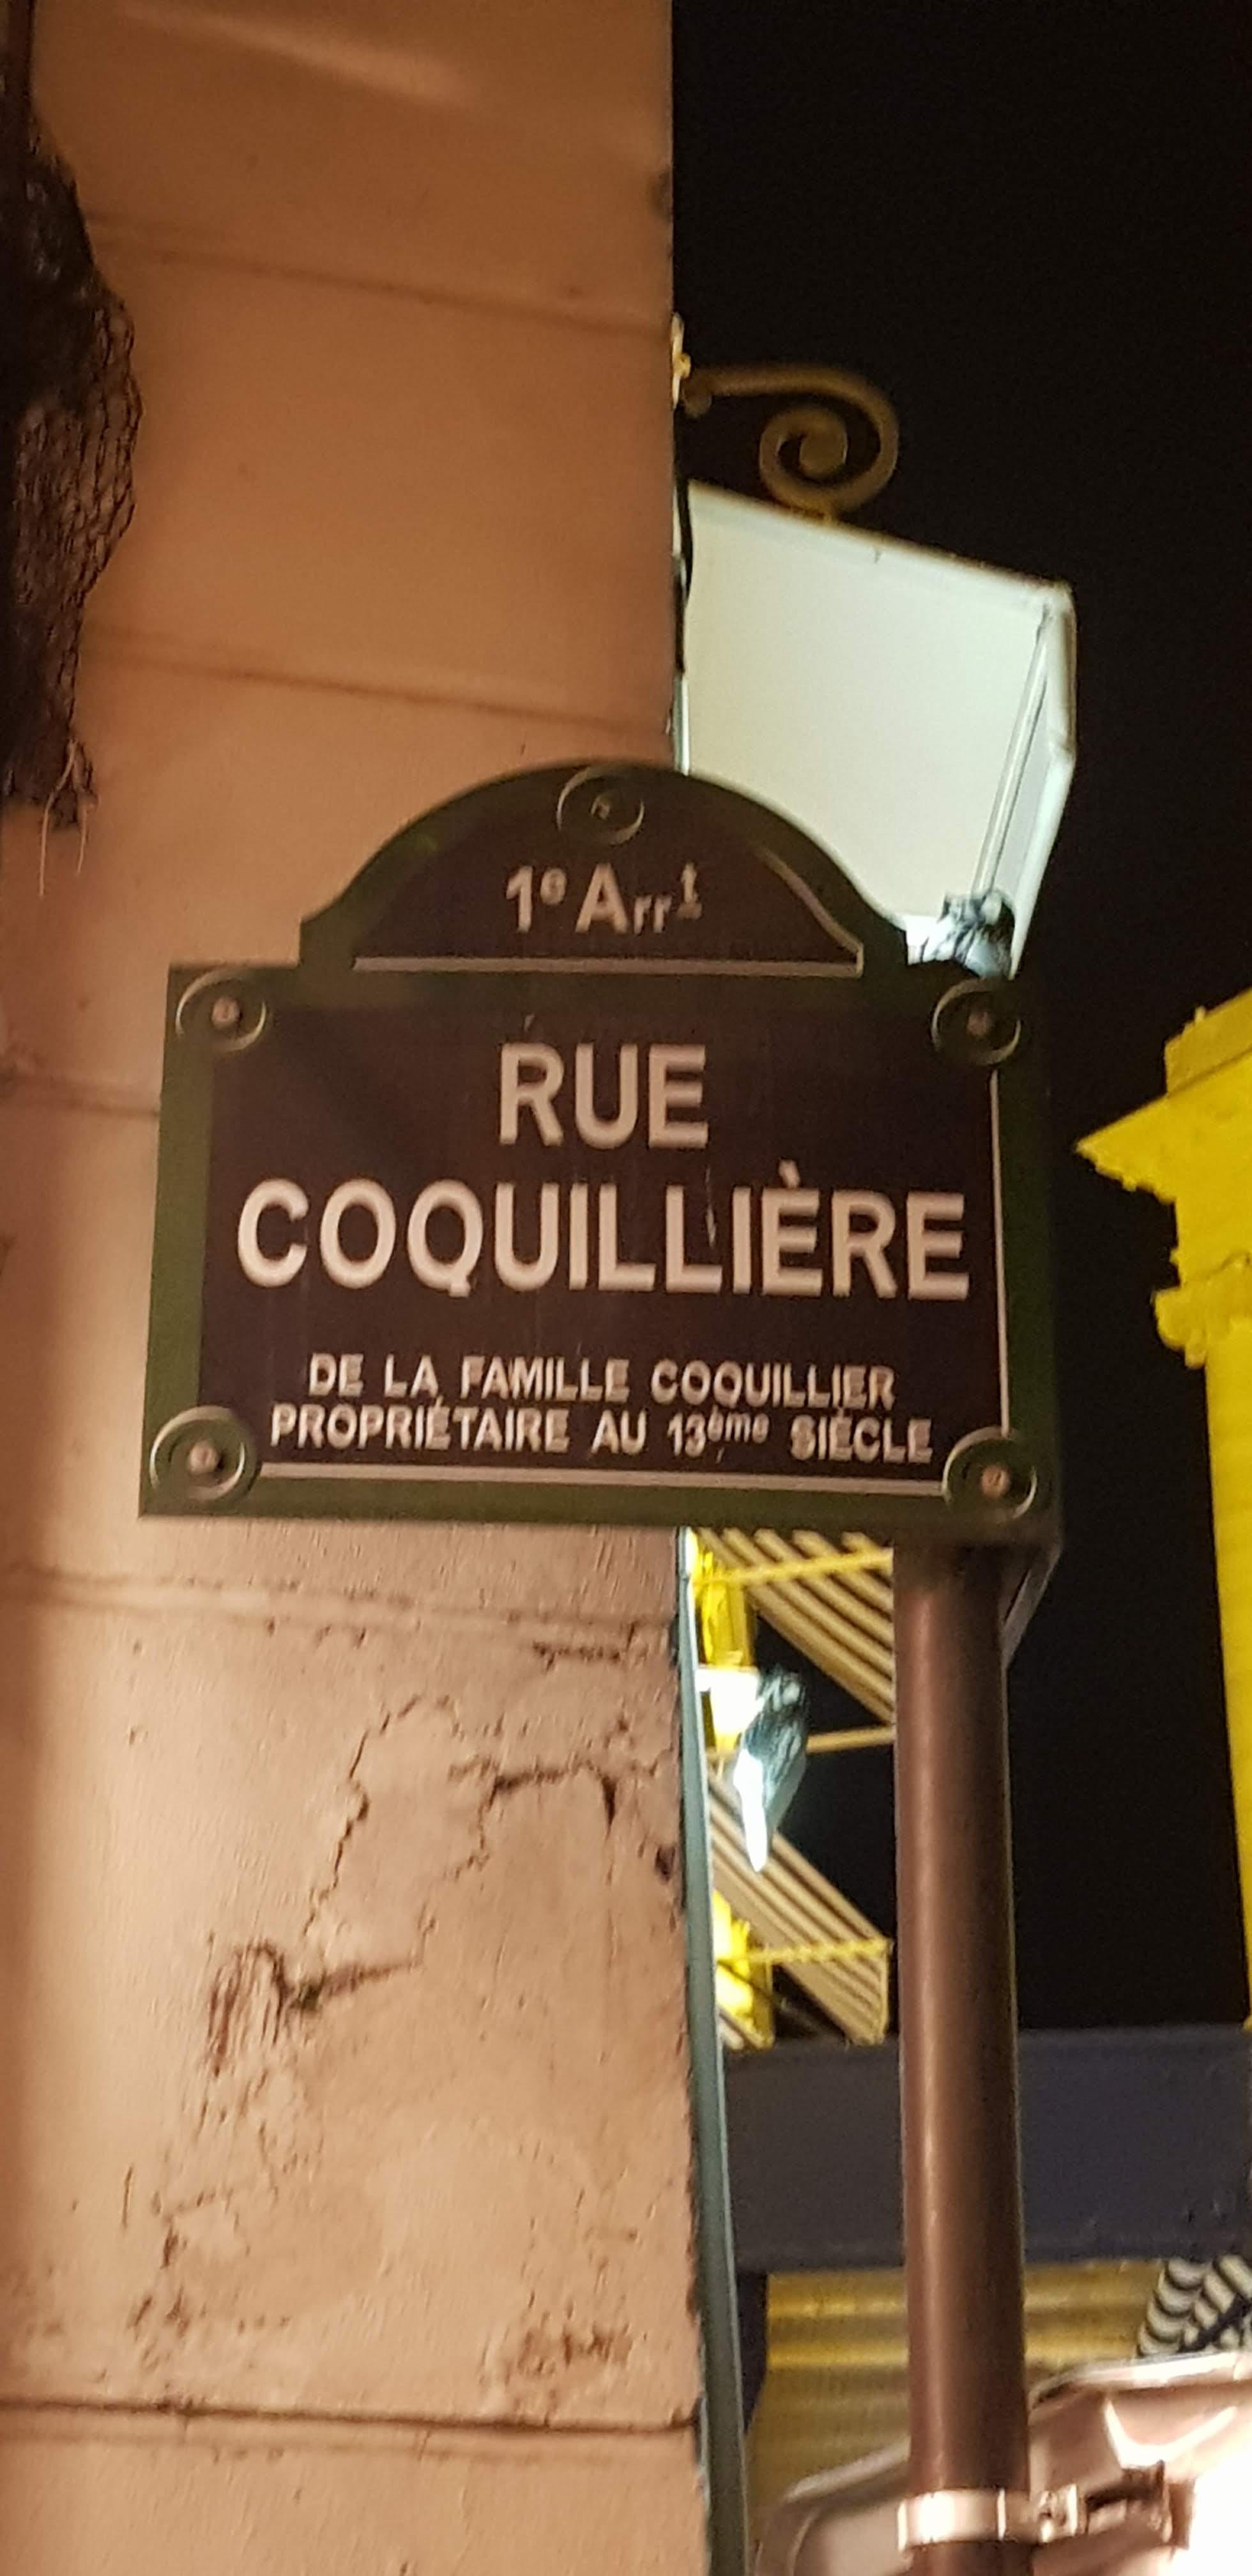 1e Arrt
RUE
COQUILLIÈRE
DE LA FAMILLE COQUILLIER
PROPRIÉTAIRE AU 13ème SIÈCLE